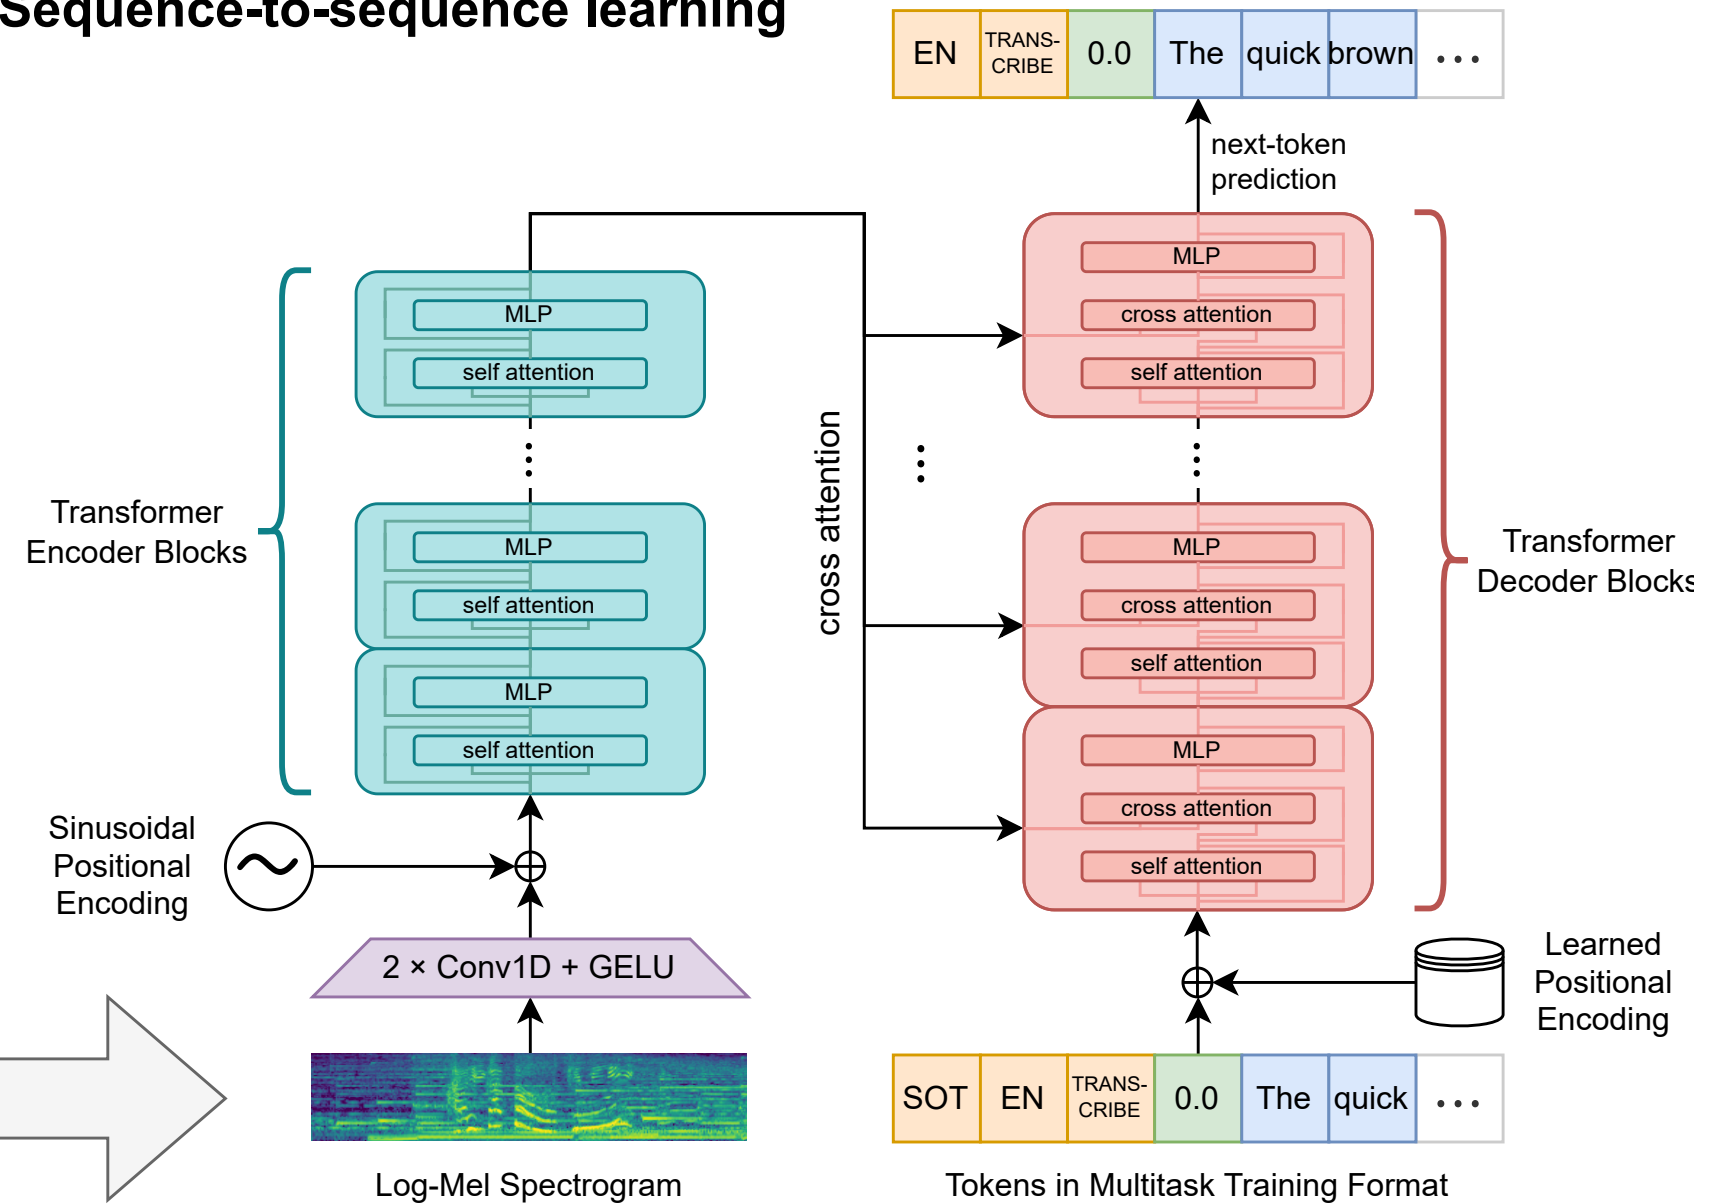 Sequence-to-sequence learning
EN TRANS-CRIBE 0.0 The quick brown ...
next-token
prediction
MLP
cross attention
self attention
MLP
self attention
cross attention
Transformer
Encoder Blocks
MLP
self attention
MLP
self attention
MLP
cross attention
self attention
MLP
cross attention
self attention
Transformer
Decoder Blocks
Sinusoidal
Positional
Encoding
2 × Conv1D + GELU
Learned
Positional
Encoding
SOT EN TRANS-CRIBE 0.0 The quick ...
Log-Mel Spectrogram
Tokens in Multitask Training Format